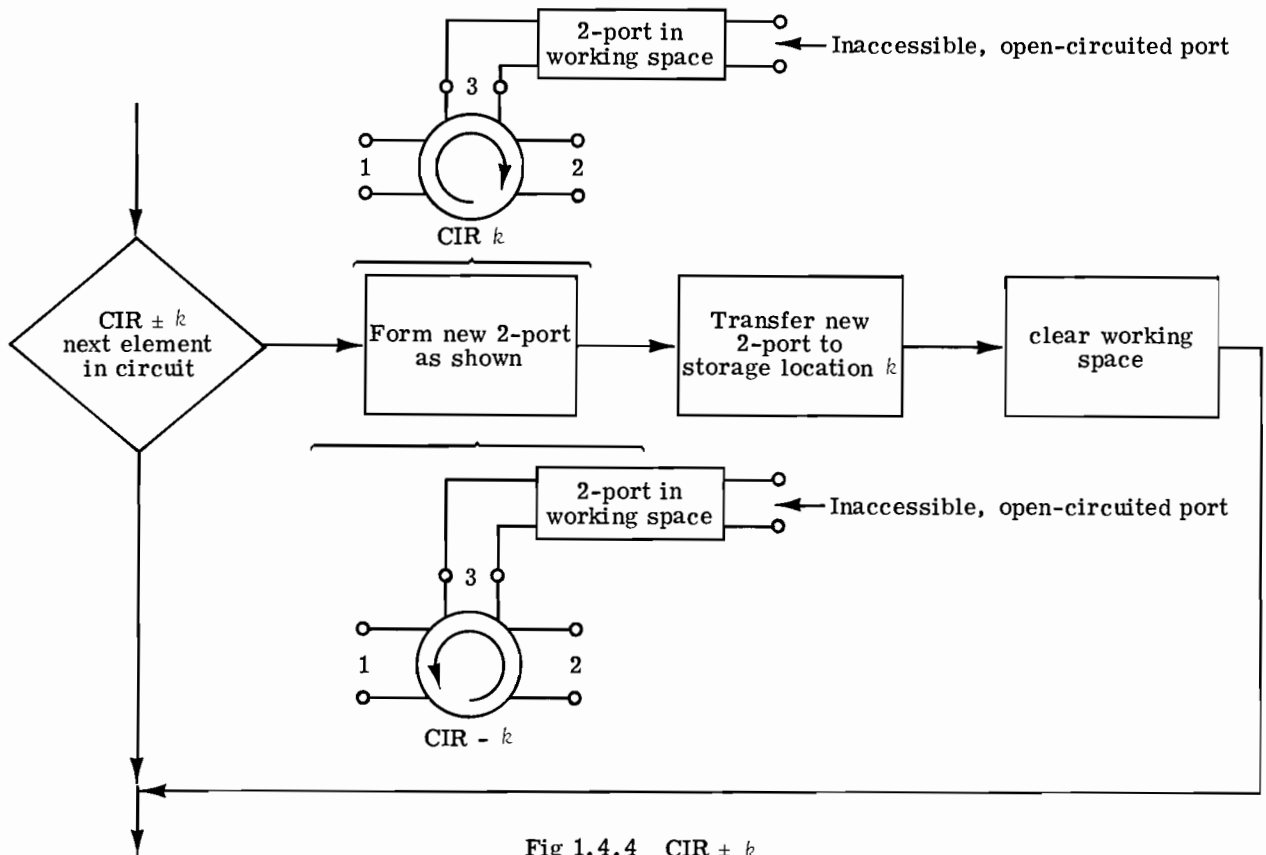 2-port in
working space
Inaccessible, open-circuited port
3
1
2
CIR k
CIR ± k
next element
in circuit
Form new 2-port
as shown
Transfer new
2-port to
storage location k
clear working
space
2-port in
working space
Inaccessible, open-circuited port
3
1
2
CIR - k
Fig 1.4.4 CIR ± k